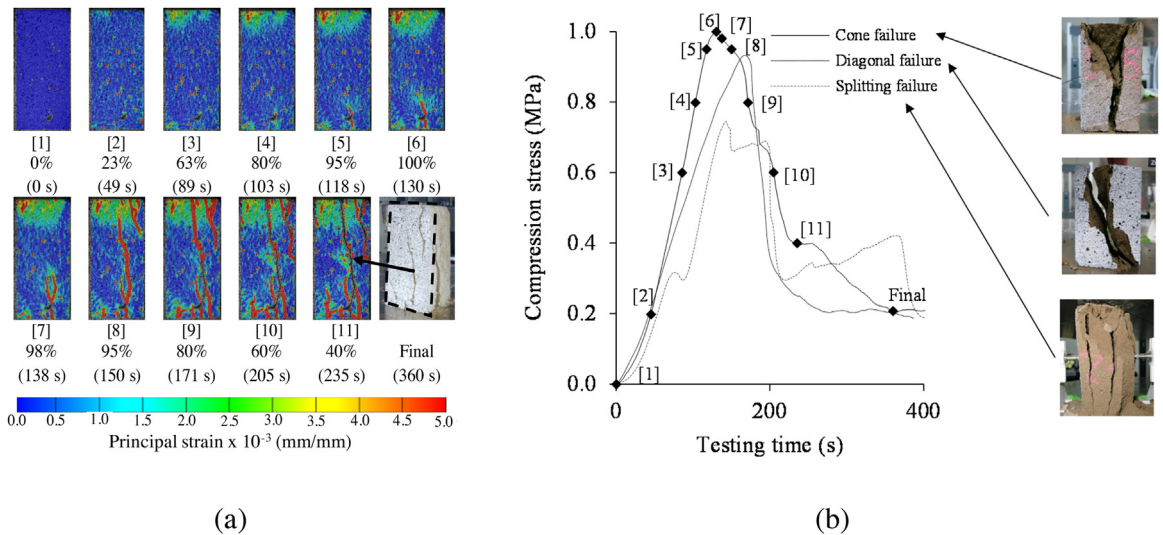 [1] [2] [3] [4] [5] [6]
0% 23% 63% 80% 95% 100%
(0 s) (49 s) (89 s) (103 s) (118 s) (130 s)
[7] [8] [9] [10] [11]
98% 95% 80% 60% 40% Final
(138 s) (150 s) (171 s) (205 s) (235 s) (360 s)
0.0 0.5 1.0 1.5 2.0 2.5 3.0 3.5 4.0 4.5 5.0
Principal strain x 10⁻³ (mm/mm)
(a)
Compression stress (MPa)
1.0
0.8
0.6
0.4
0.2
0.0
[6]
[7]
[5]
[8]
[4]
[9]
[3]
[10]
[11]
[2]
Final
[1]
Cone failure
Diagonal failure
Splitting failure
0 200 400
Testing time (s)
(b)